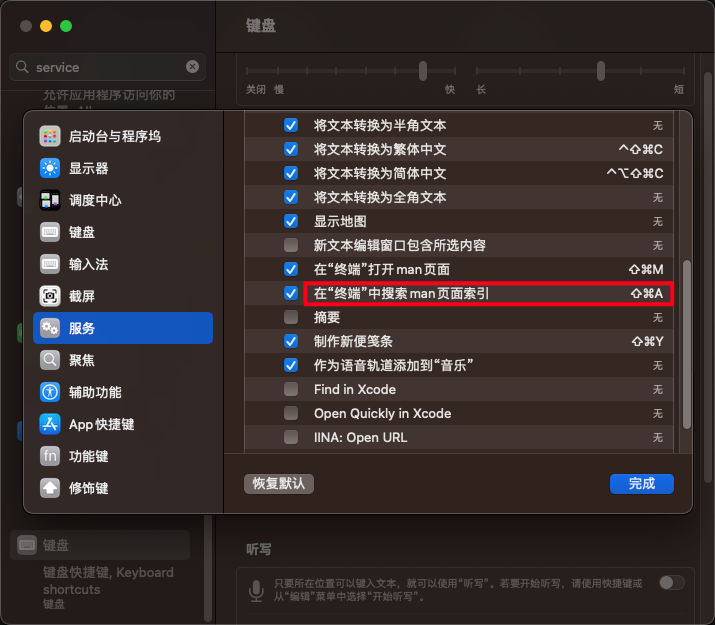 键盘
service
允许应用程序访问你的
关闭 慢 快 长 短
启动台与程序坞
显示器
调度中心
键盘
输入法
截屏
服务
聚焦
辅助功能
App 快捷键
fn 功能键
修饰键
将文本转换为半角文本 无
将文本转换为繁体中文 ^⇧⌘C
将文本转换为简体中文 ^⌥⇧⌘C
将文本转换为全角文本 无
显示地图 无
新文本编辑窗口包含所选内容 无
在“终端”打开 man 页面 ⇧⌘M
在“终端”中搜索 man 页面索引 ⇧⌘A
摘要 无
制作新便笺条 ⇧⌘Y
作为语音轨道添加到“音乐” 无
Find in Xcode 无
Open Quickly in Xcode 无
IINA: Open URL 无
恢复默认 完成
键盘
键盘快捷键, Keyboard
shortcuts
键盘
听写
只要所在位置可以键入文本，就可以使用“听写”。若要开始听写，请使用快捷键或
从“编辑”菜单中选择“开始听写”。